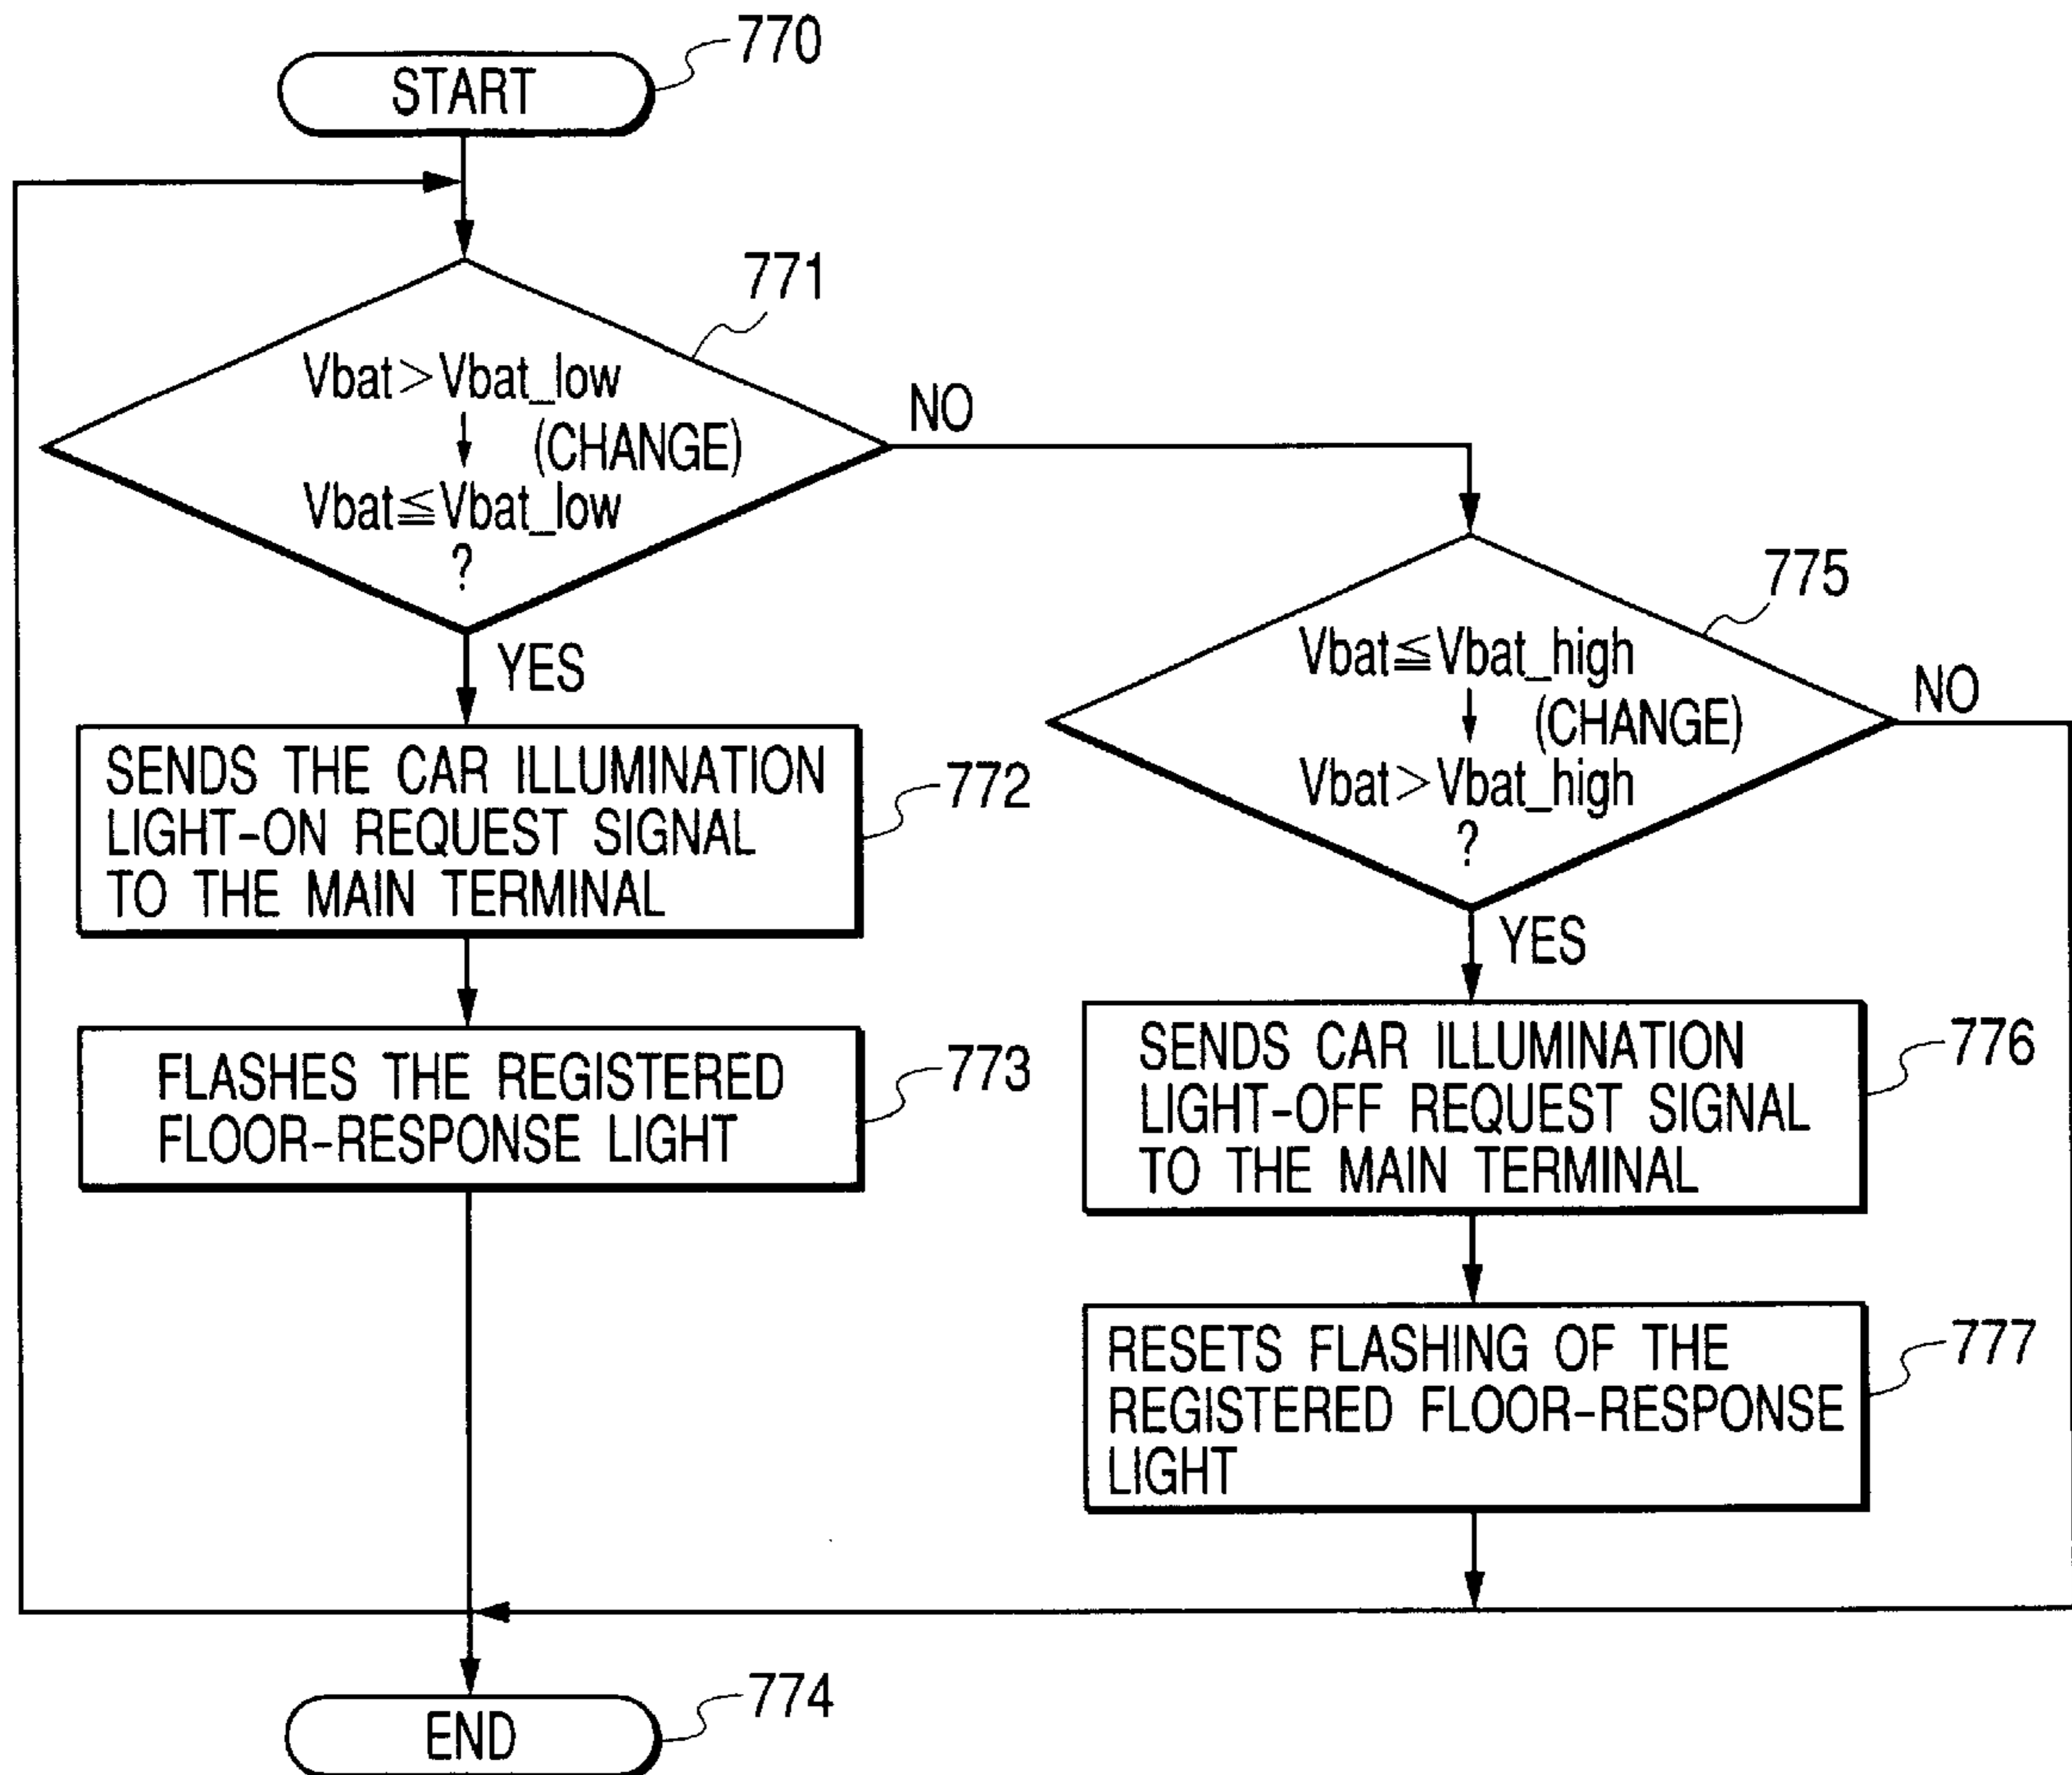 770
START
771
Vbat>Vbat_low
(CHANGE)
Vbat≦Vbat_low
?
NO
YES
775
Vbat≦Vbat_high
(CHANGE)
Vbat>Vbat_high
?
NO
YES
SENDS THE CAR ILLUMINATION
LIGHT-ON REQUEST SIGNAL
TO THE MAIN TERMINAL
772
FLASHES THE REGISTERED
FLOOR-RESPONSE LIGHT
773
SENDS CAR ILLUMINATION
LIGHT-OFF REQUEST SIGNAL
TO THE MAIN TERMINAL
776
RESETS FLASHING OF THE
REGISTERED FLOOR-RESPONSE
LIGHT
777
END
774